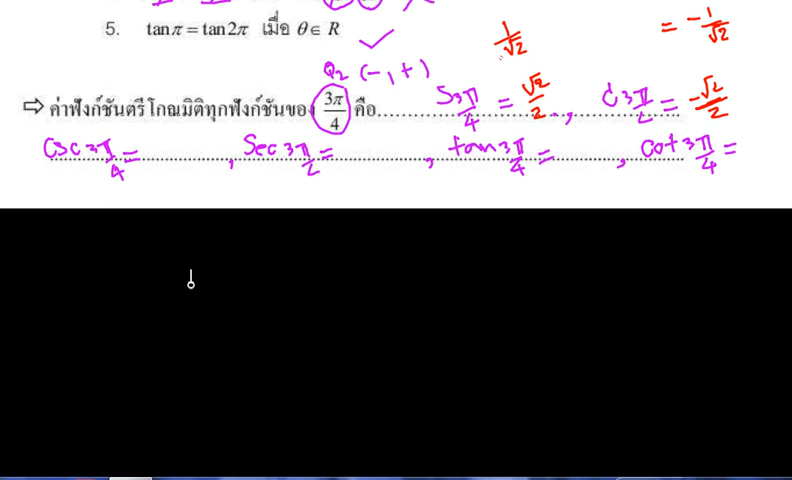 5. tanπ = tan2π เมื่อ θ∈ R ✓
1/√2 = -1/√2
Q2 (-,+)
⇨ ค่าฟังก์ชันตรีโกณมิติทุกฟังก์ชันของ 3π/4 คือ.......... S 3π/4 = √2/2 .., C 3π/2 = -√2/2
Csc 3π/4 = .........., Sec 3π/2 = .........., tan 3π/4 = .........., Cot 3π/4 =